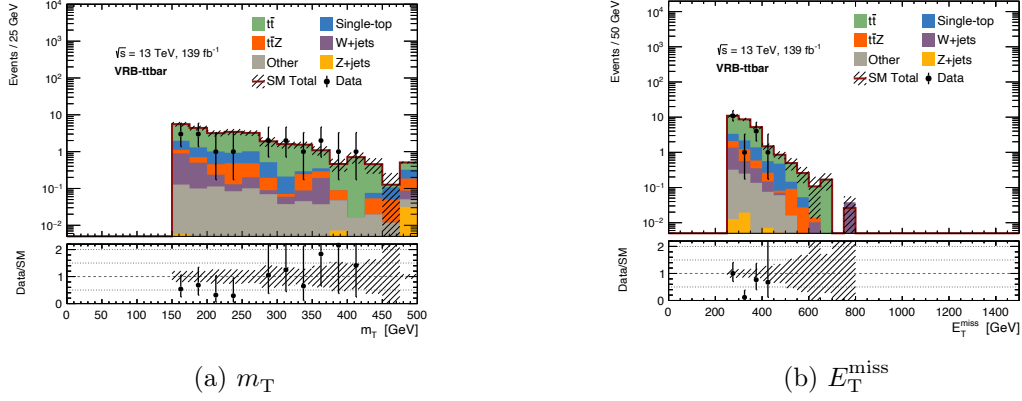 Events / 25 GeV
10⁴
10³
10²
10
1
10⁻¹
10⁻²
√s = 13 TeV, 139 fb⁻¹
VRB-ttbar
tt̄ Single-top
tt̄Z W+jets
Other Z+jets
SM Total Data
Data/SM
2
1
0
0 50 100 150 200 250 300 350 400 450 500
m_T [GeV]
(a) m_T
Events / 50 GeV
10⁴
10³
10²
10
1
10⁻¹
10⁻²
√s = 13 TeV, 139 fb⁻¹
VRB-ttbar
tt̄ Single-top
tt̄Z W+jets
Other Z+jets
SM Total Data
Data/SM
2
1
0
0 200 400 600 800 1000 1200 1400
E_T^miss [GeV]
(b) E_T^miss